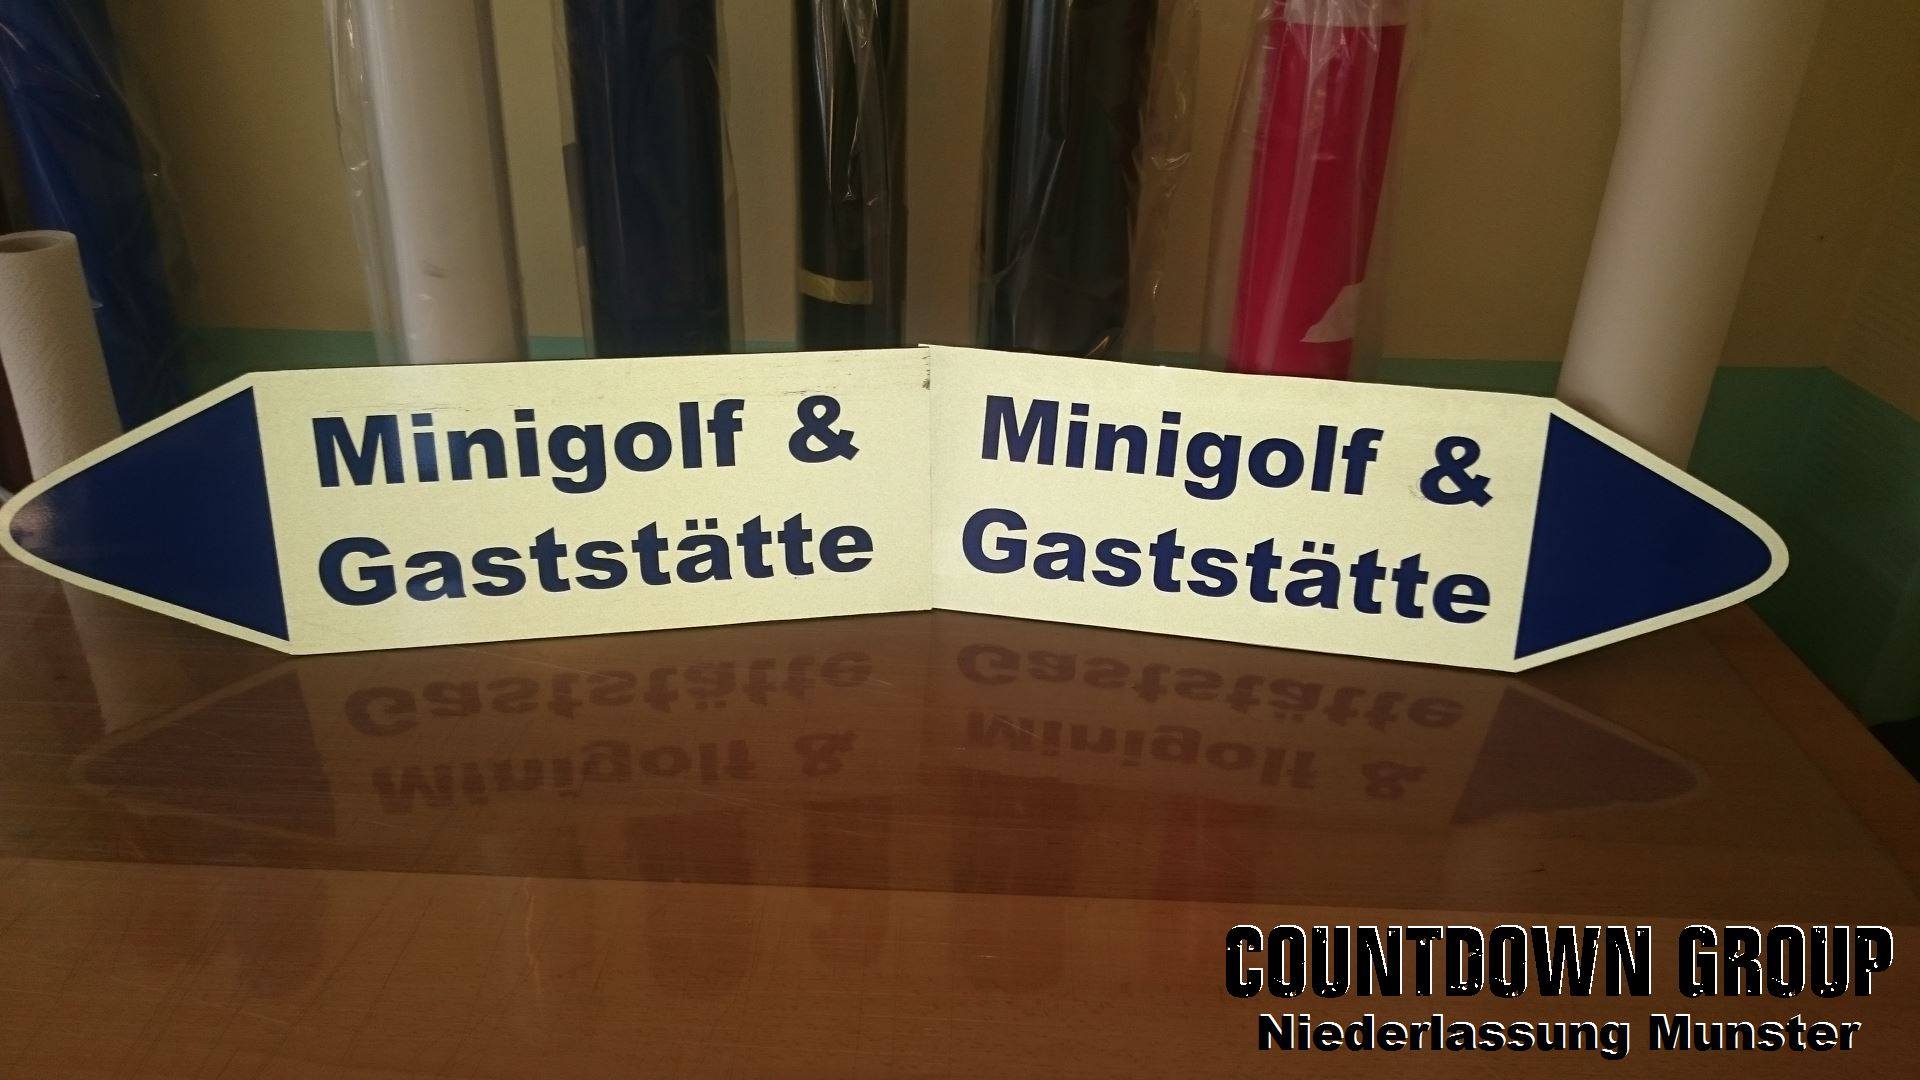 Minigolf &
Gaststätte
Minigolf &
Gaststätte
COUNTDOWN GROUP
Niederlassung Munster